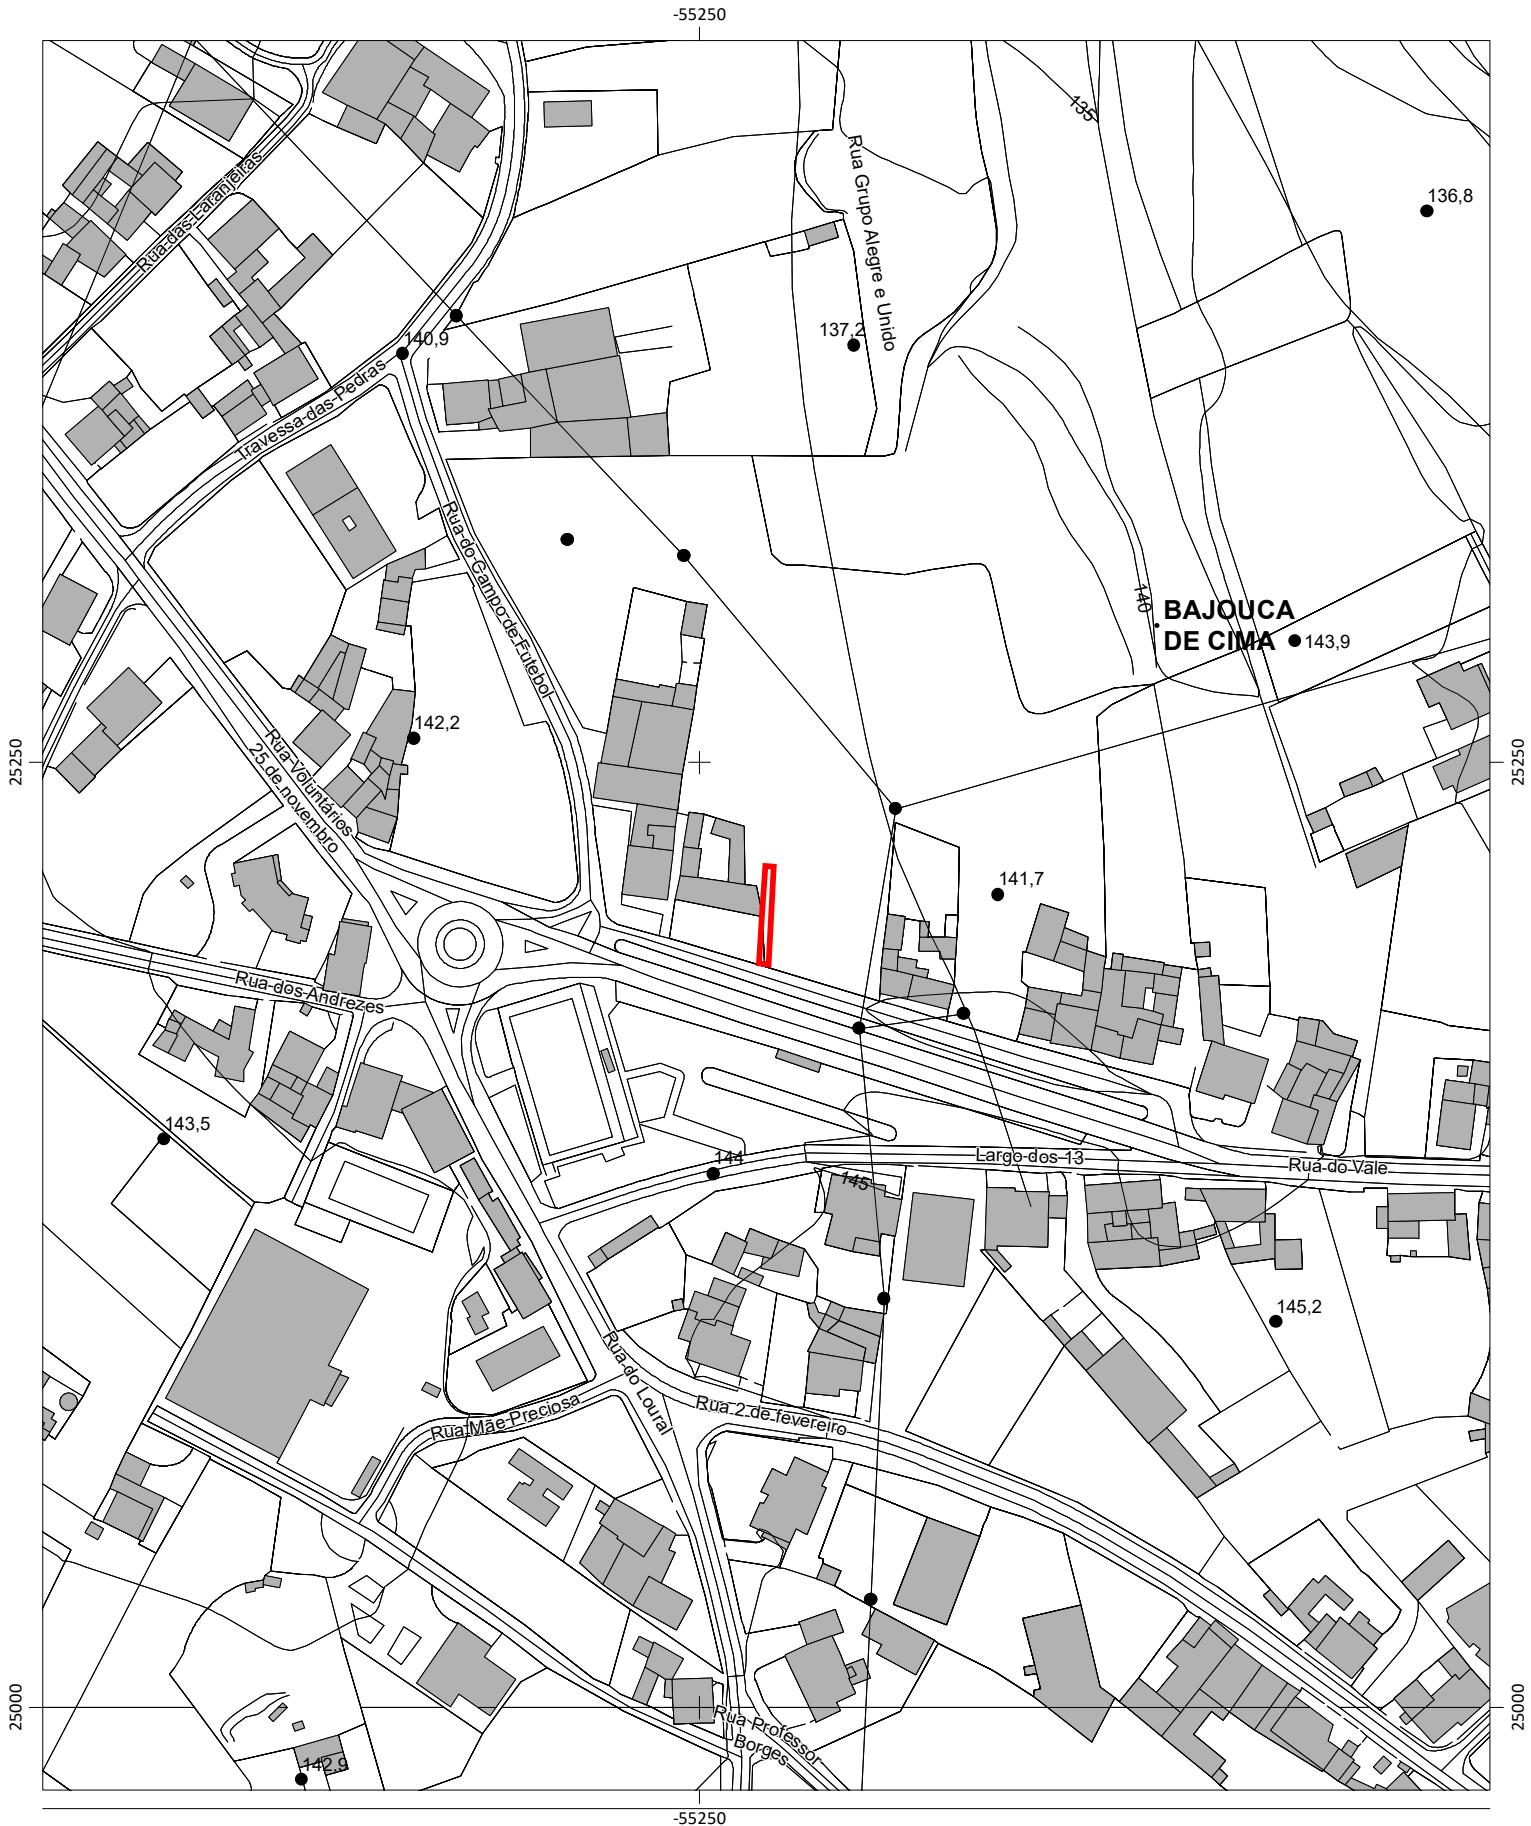 -55250
135
136,8
Rua Grupo Alegre e Unido
Rua das Laranjeiras
137,2
140,9
Travessa das Pedras
Rua do Campo de Futebol
140
BAJOUCA
DE CIMA
143,9
142,2
Rua Voluntários
25 de novembro
25250
25250
141,7
Rua dos Andrezes
143,5
144
Largo dos 13
Rua do Vale
145
145,2
Rua do Loural
Rua Mãe Preciosa
Rua 2 de fevereiro
25000
25000
Rua Professor
Borges
142,9
-55250